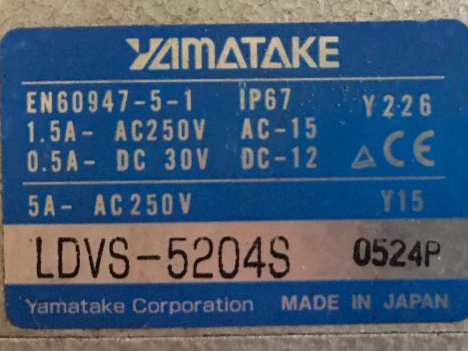 YAMATAKE
EN60947-5-1 IP67 Y226
1.5A- AC250V AC-15
0.5A- DC 30V DC-12 CE
5A- AC250V Y15
LDVS-5204S 0524P
Yamatake Corporation MADE IN JAPAN